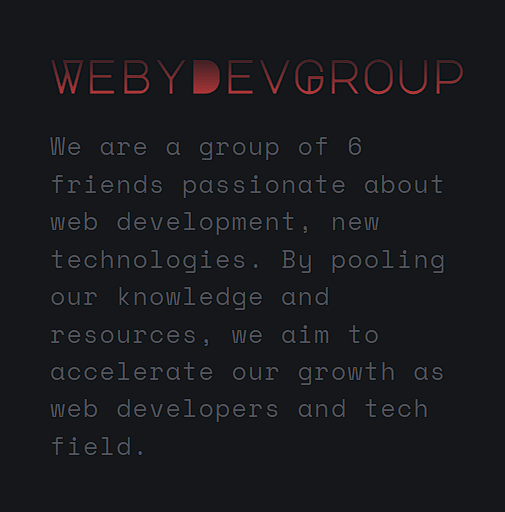 WEBYDEVGROUP
We are a group of 6
friends passionate about
web development, new
technologies. By pooling
our knowledge and
resources, we aim to
accelerate our growth as
web developers and tech
field.